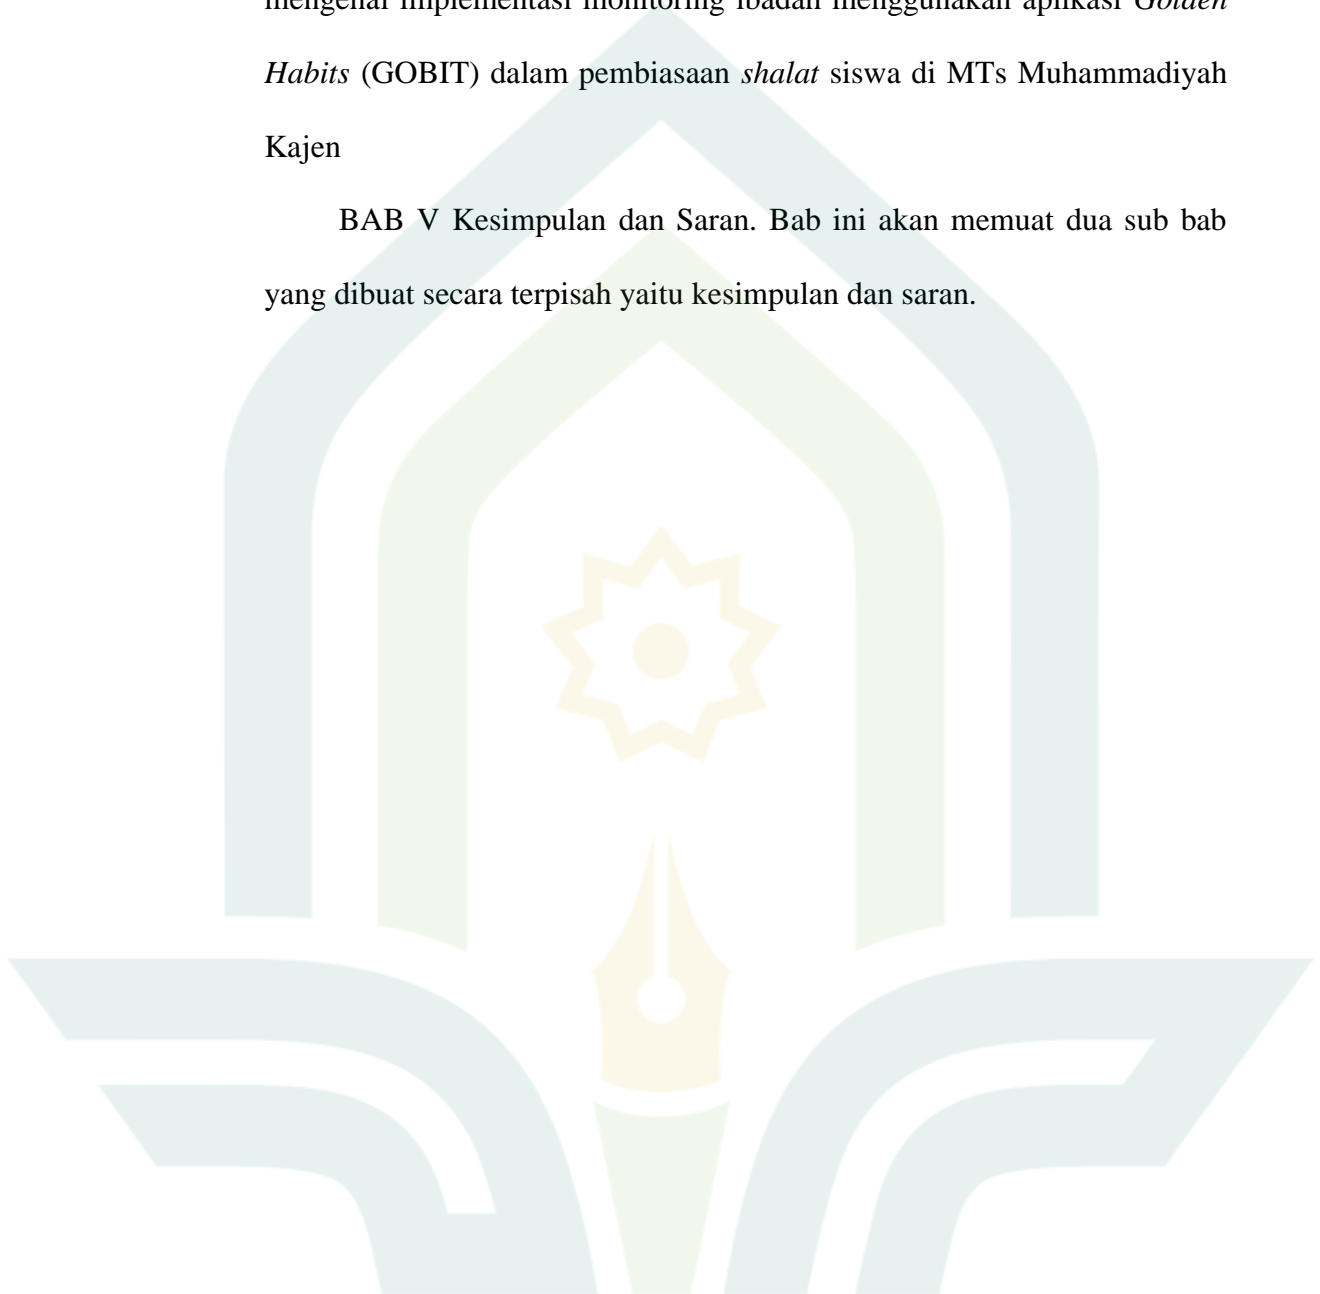 mengenai implementasi monitoring ibadah menggunakan aplikasi Golden
Habits (GOBIT) dalam pembiasaan shalat siswa di MTs Muhammadiyah
Kajen
BAB V Kesimpulan dan Saran. Bab ini akan memuat dua sub bab
yang dibuat secara terpisah yaitu kesimpulan dan saran.